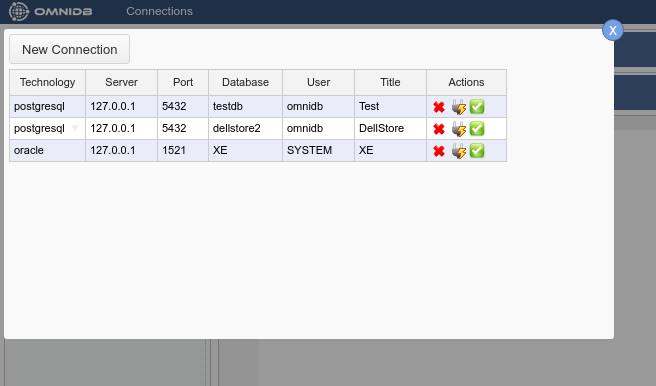 OMNIDB Connections
X
New Connection
Technology Server Port Database User Title Actions
postgresql 127.0.0.1 5432 testdb omnidb Test
postgresql 127.0.0.1 5432 dellstore2 omnidb DellStore
oracle 127.0.0.1 1521 XE SYSTEM XE